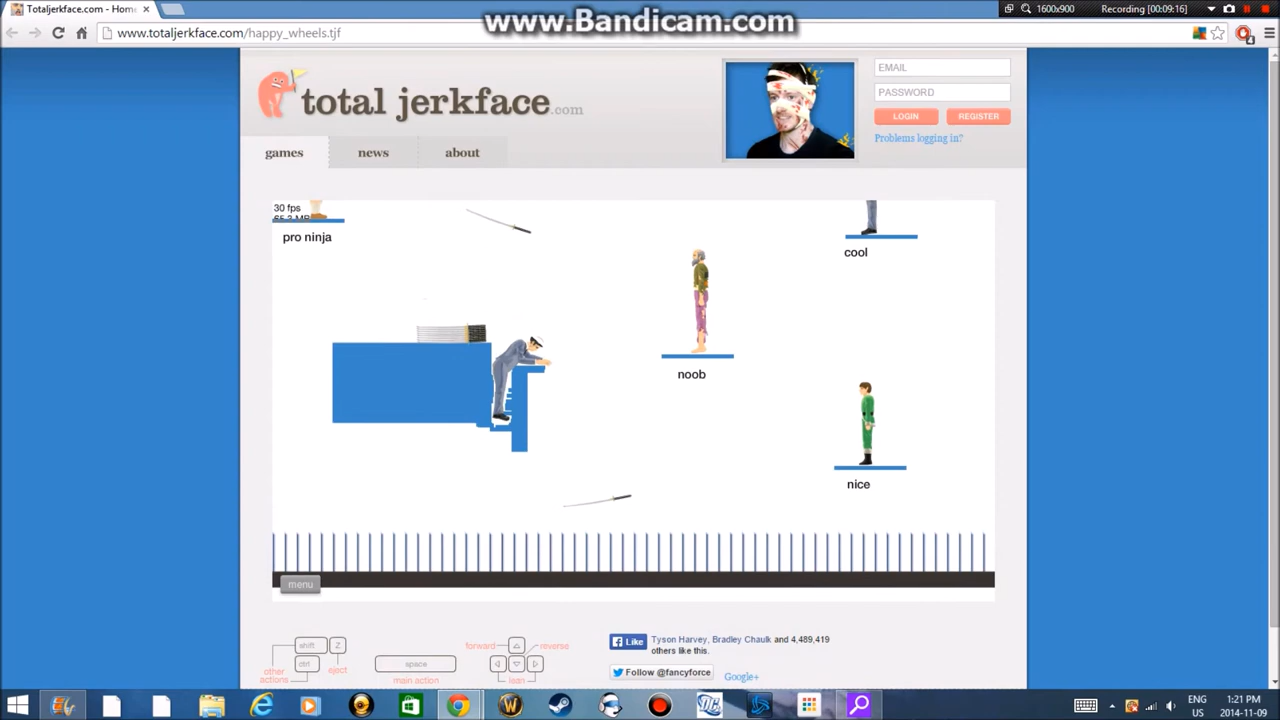 Totaljerkface.com - Home
www.Bandicam.com
1600x900
Recording [00:09:16]
www.totaljerkface.com/happy_wheels.tjf
4
total jerkface.com
EMAIL
PASSWORD
LOGIN
REGISTER
Problems logging in?
games
news
about
30 fps
pro ninja
cool
noob
nice
menu
shift
Z
ctrl
eject
other
actions
space
main action
forward
reverse
lean
Like
Tyson Harvey, Bradley Chaulk and 4,489,419
others like this.
Follow @fancyforce
Google+
ENG
US
1:21 PM
2014-11-09